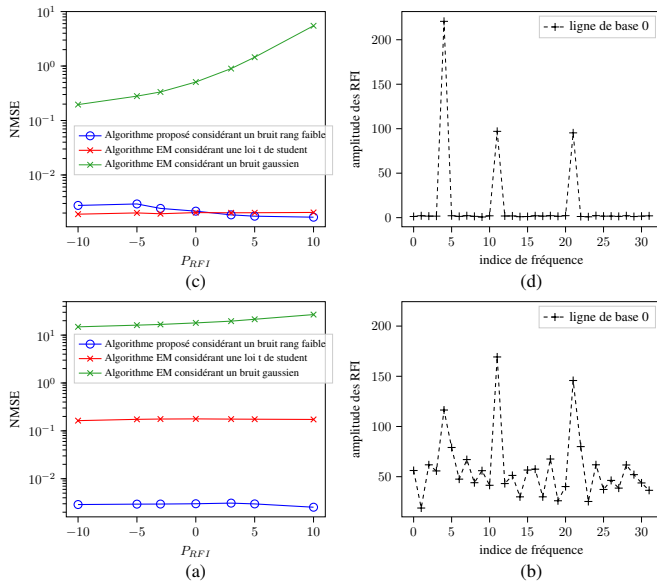 NMSE
10^1
10^0
10^{-1}
10^{-2}
Algorithme proposé considérant un bruit rang faible
Algorithme EM considérant une loi t de student
Algorithme EM considérant un bruit gaussien
−10 −5 0 5 10
P_{RFI}
(c)
amplitude des RFI
200
150
100
50
0
ligne de base 0
0 5 10 15 20 25 30
indice de fréquence
(d)
NMSE
10^1
10^0
10^{-1}
10^{-2}
Algorithme proposé considérant un bruit rang faible
Algorithme EM considérant une loi t de student
Algorithme EM considérant un bruit gaussien
−10 −5 0 5 10
P_{RFI}
(a)
amplitude des RFI
200
150
100
50
ligne de base 0
0 5 10 15 20 25 30
indice de fréquence
(b)